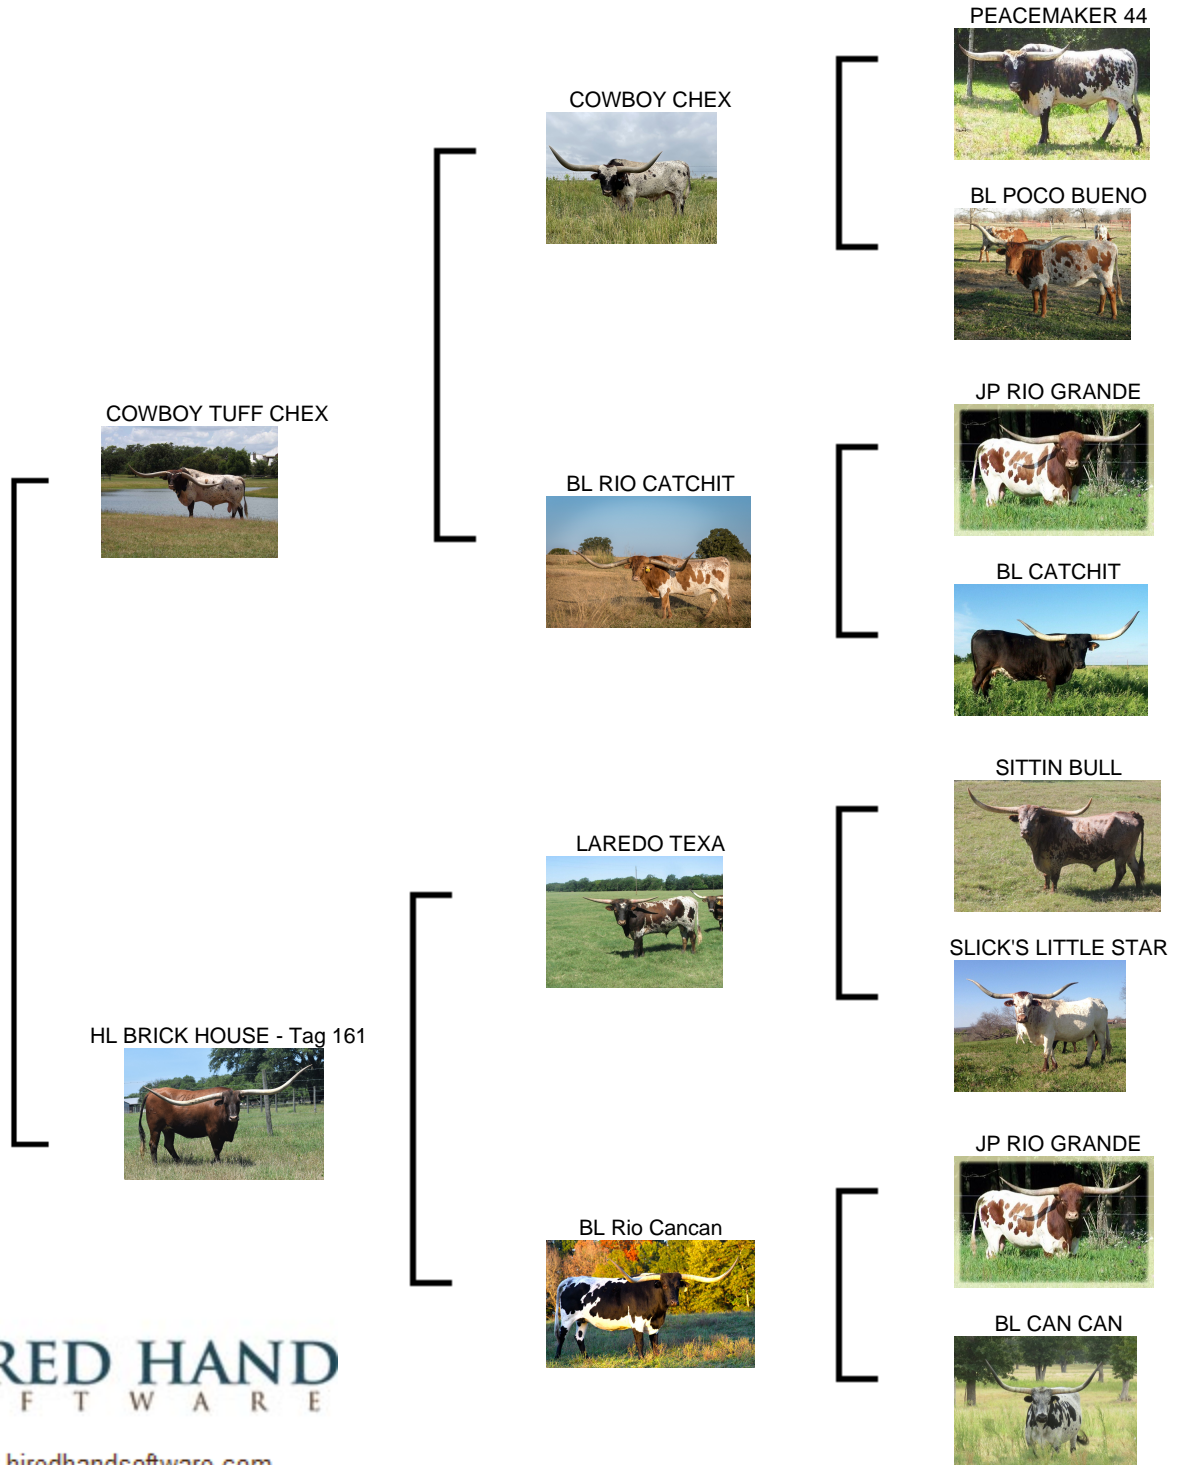 PEACEMAKER 44
COWBOY CHEX
BL POCO BUENO
JP RIO GRANDE
COWBOY TUFF CHEX
BL RIO CATCHIT
BL CATCHIT
SITTIN BULL
LAREDO TEXA
SLICK'S LITTLE STAR
HL BRICK HOUSE - Tag 161
JP RIO GRANDE
BL Rio Cancan
BL CAN CAN
RED HAND
F T W A R E
hiredhandsoftware.com